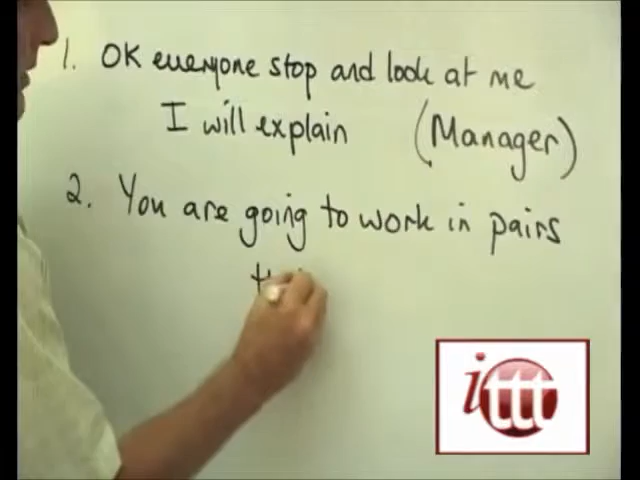 1. OK everyone stop and look at me
I will explain (Manager)
2. You are going to work in pairs
ittt